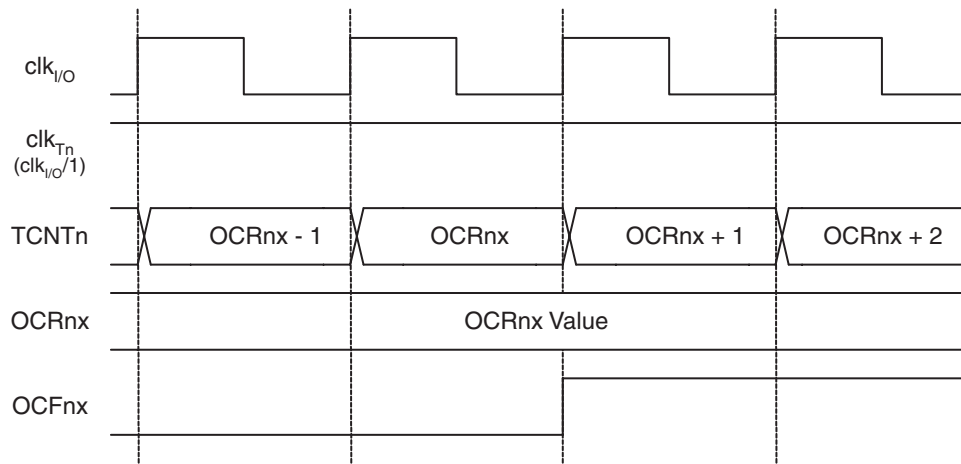 clkI/O
clkTn
(clkI/O/1)
TCNTn OCRnx - 1 OCRnx OCRnx + 1 OCRnx + 2
OCRnx OCRnx Value
OCFnx